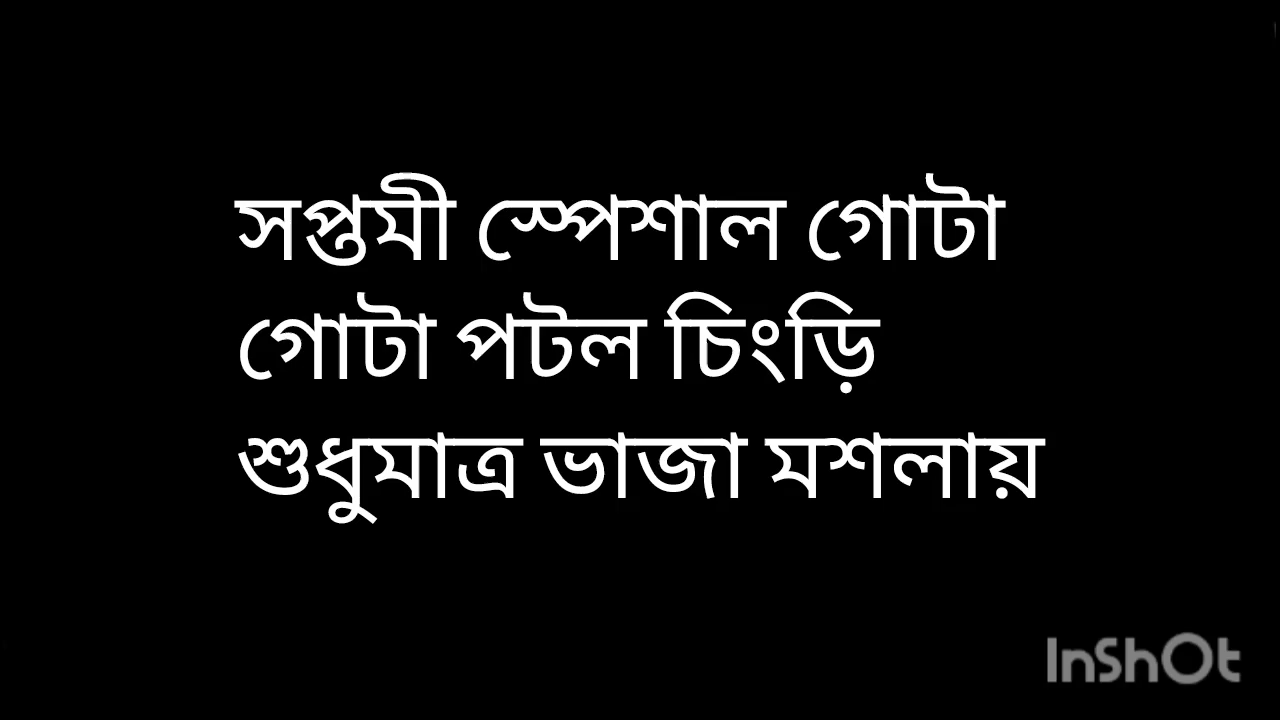 সপ্তমী স্পেশাল গোটা
গোটা পটল চিংড়ি
শুধুমাত্র ভাজা মশলায়
InShOt